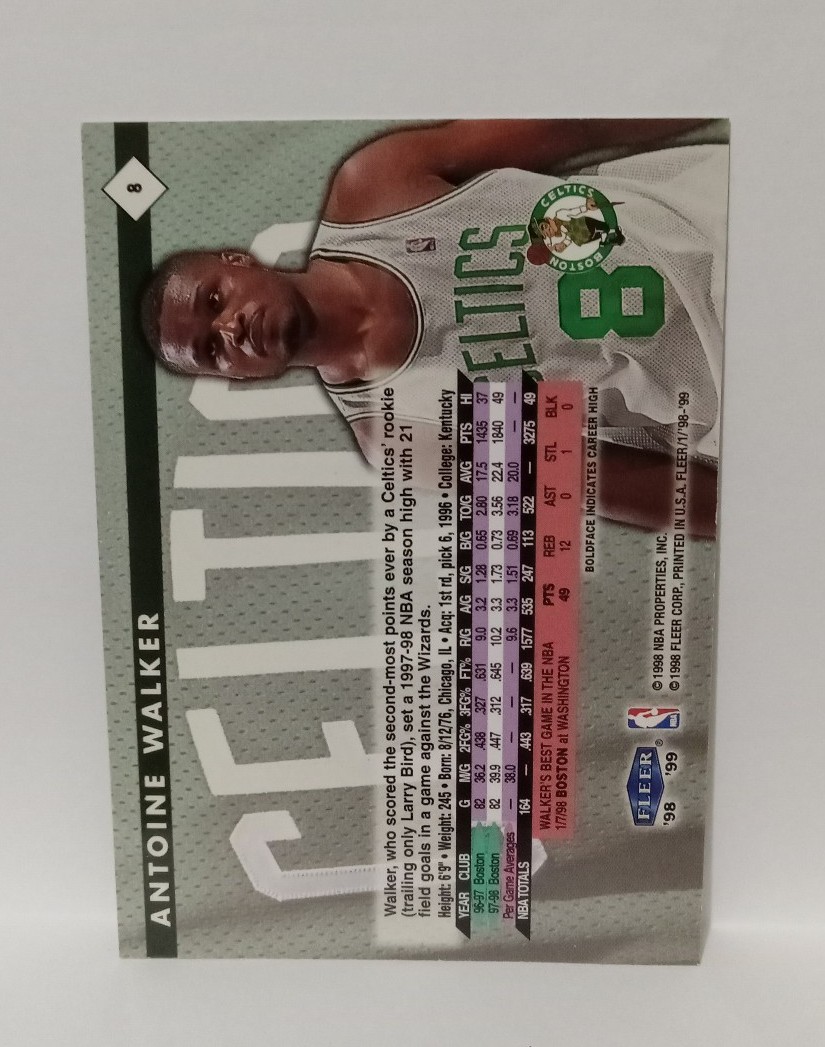 8
ANTOINE WALKER
CELTIC
CELTICS
8
CELTICS
BOSTON
Walker, who scored the second-most points ever by a Celtics' rookie
(trailing only Larry Bird), set a 1997-98 NBA season high with 21
field goals in a game against the Wizards.
Height: 6'9" • Weight: 245 • Born: 8/12/76, Chicago, IL • Acq: 1st rd, pick 6, 1996 • College: Kentucky
YEAR CLUB G M/G 2FG% 3FG% FT% R/G A/G S/G B/G TO/G AVG PTS HI
96-97 Boston 82 36.2 .438 .327 .631 9.0 3.2 1.28 0.65 2.80 17.5 1435 37
97-98 Boston 82 39.9 .447 .312 .645 10.2 3.3 1.73 0.73 3.56 22.4 1840 49
Per Game Averages — 38.0 — — — 9.6 3.3 1.51 0.69 3.18 20.0 — —
NBA TOTALS 164 — .443 .317 .639 1577 535 247 113 522 — 3275 49
WALKER'S BEST GAME IN THE NBA PTS REB AST STL BLK
1/7/98 BOSTON at WASHINGTON 49 12 0 1 0
BOLDFACE INDICATES CAREER HIGH
FLEER ®
'98 '99
NBA
©1998 NBA PROPERTIES, INC.
©1998 FLEER CORP., PRINTED IN U.S.A. FLEER/1/'98-'99